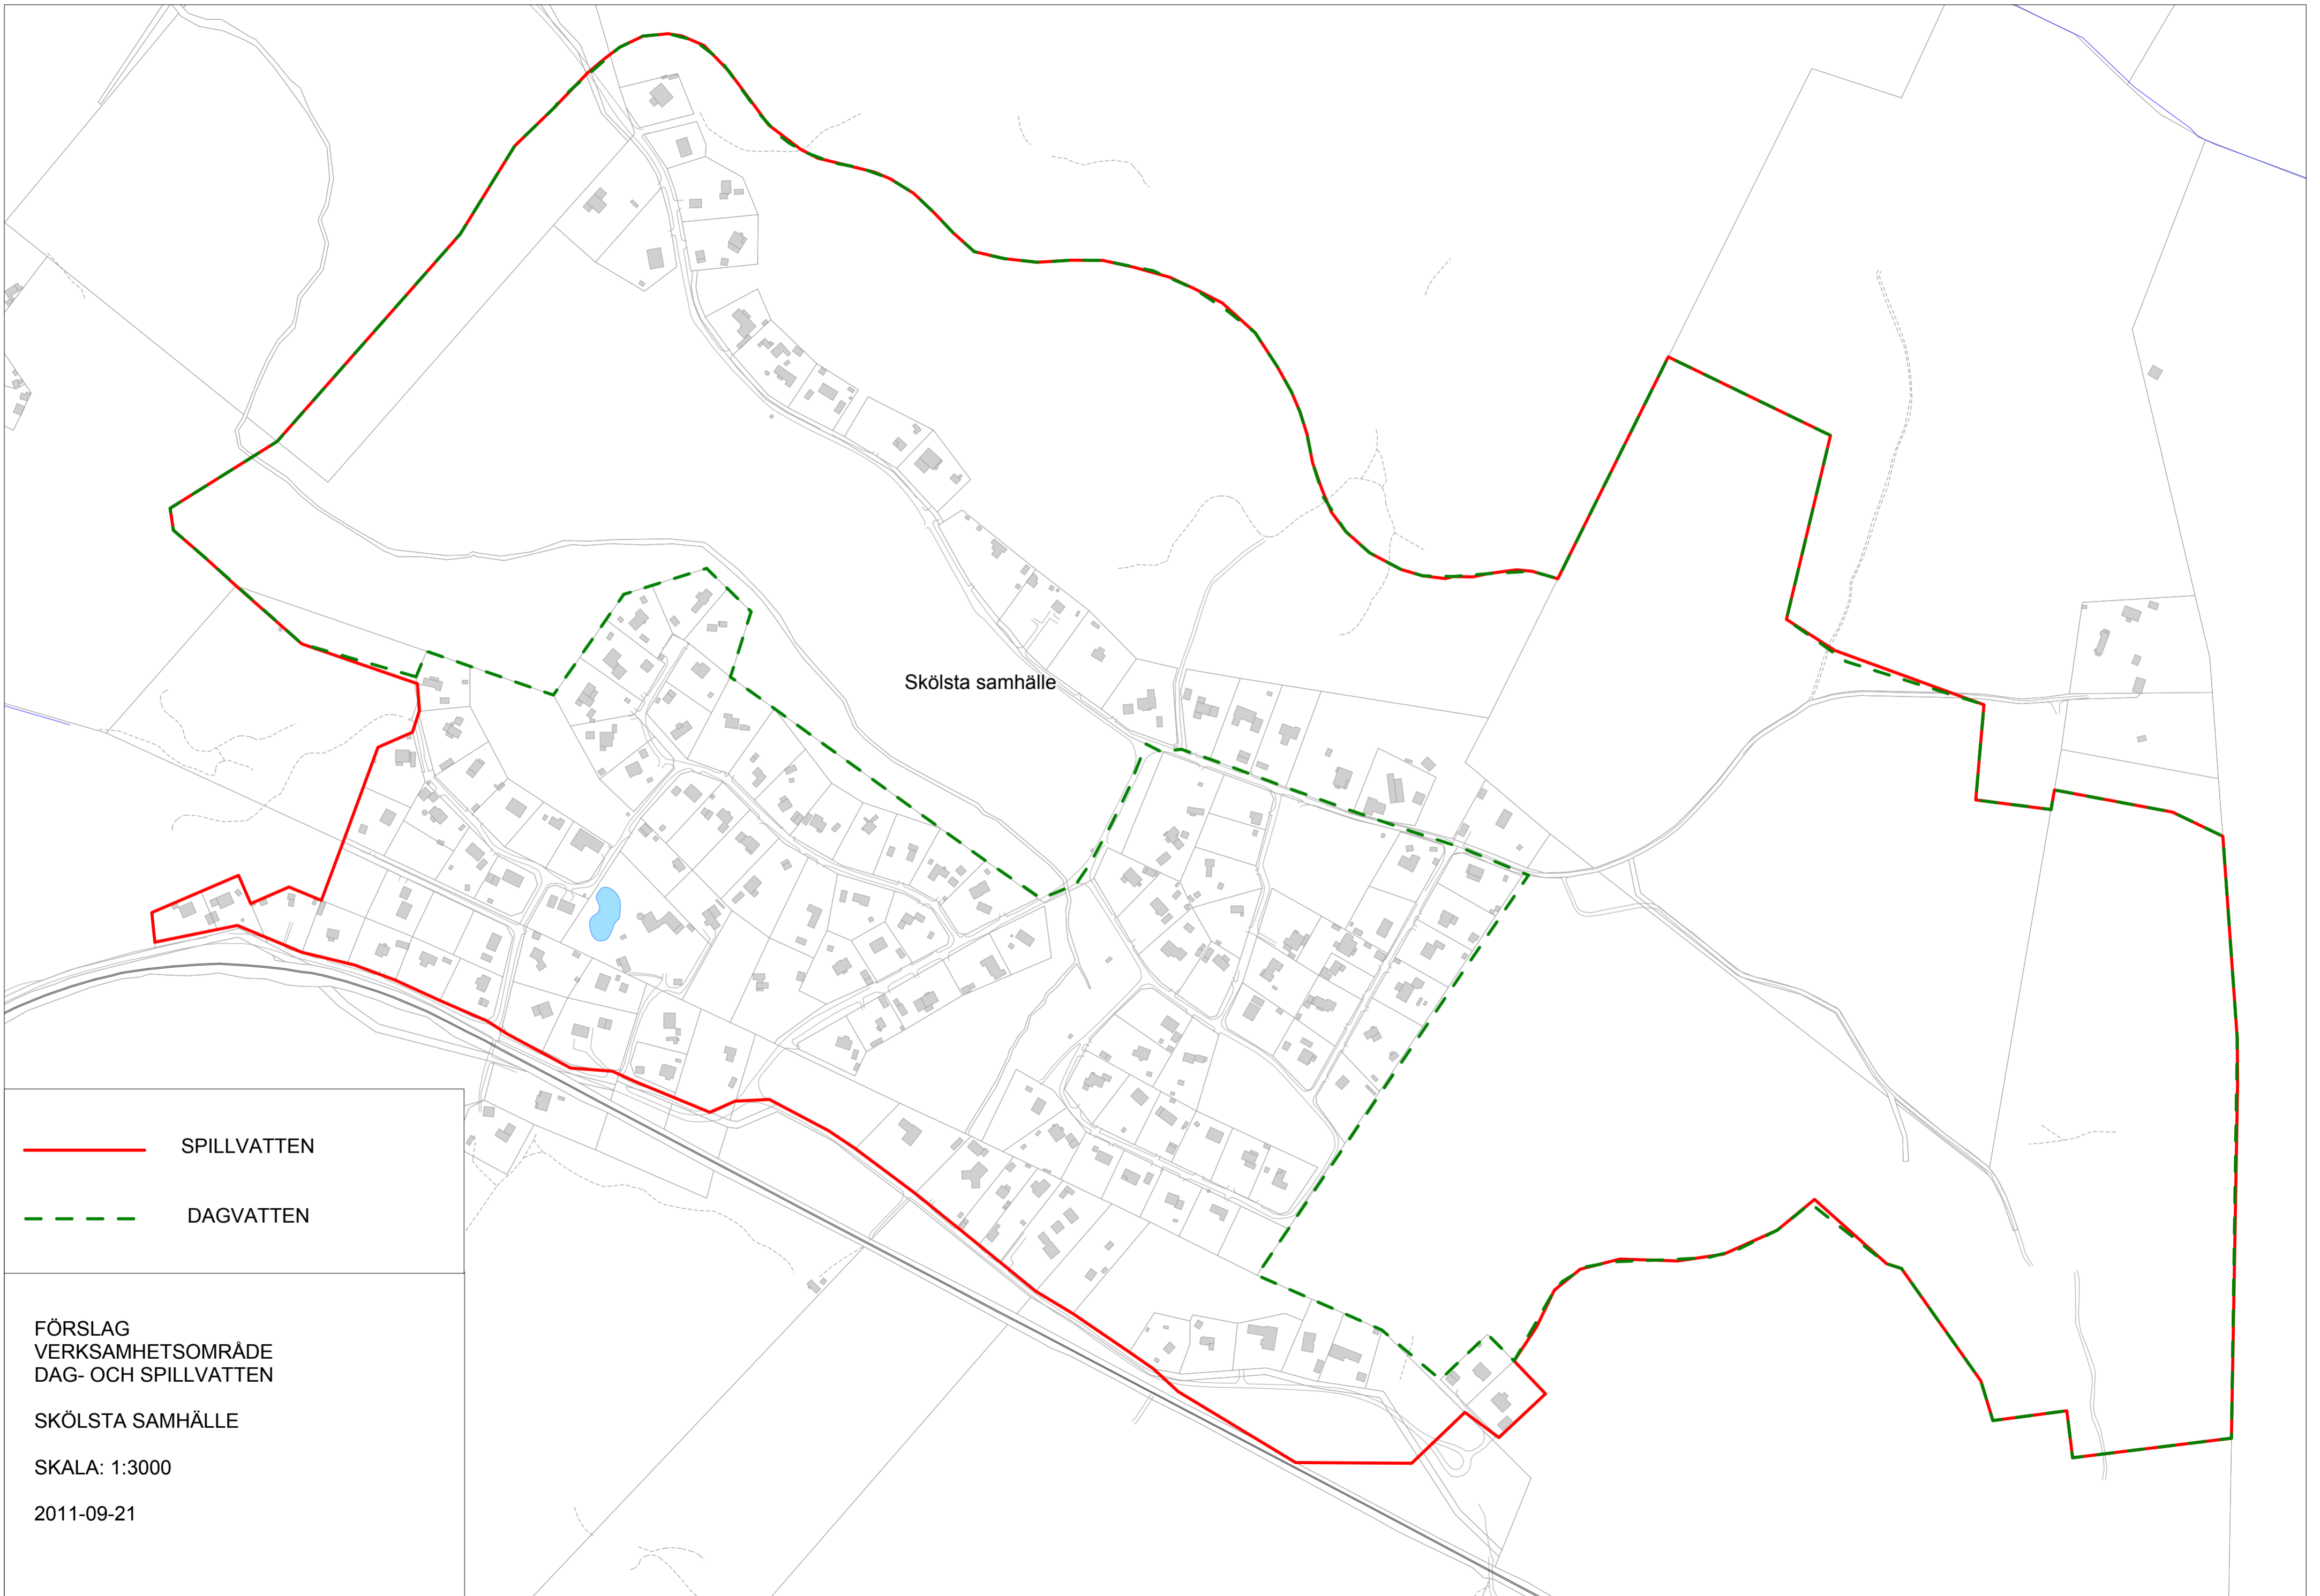 Skölsta samhälle
SPILLVATTEN
DAGVATTEN
FÖRSLAG
VERKSAMHETSOMRÅDE
DAG- OCH SPILLVATTEN
SKÖLSTA SAMHÄLLE
SKALA: 1:3000
2011-09-21